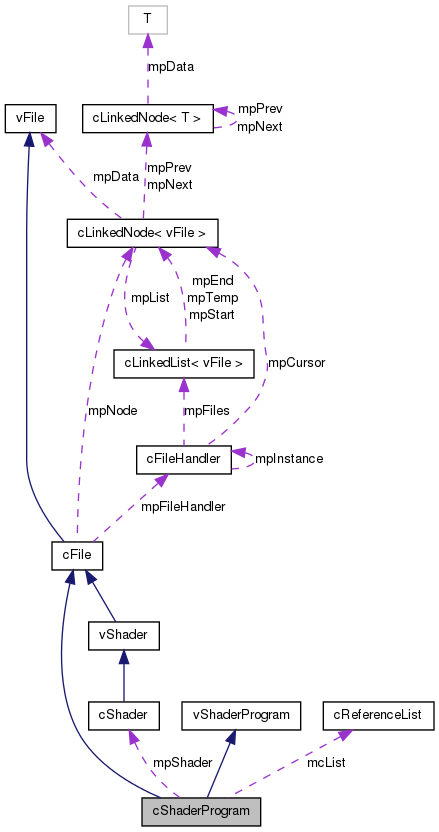 T
mpData
vFile
cLinkedNode< T >
mpPrev
mpNext
mpData
mpPrev
mpNext
cLinkedNode< vFile >
mpList
mpEnd
mpTemp
mpStart
cLinkedList< vFile >
mpCursor
mpNode
mpFiles
cFileHandler
mpInstance
mpFileHandler
cFile
vShader
cShader
vShaderProgram
cReferenceList
mpShader
mcList
cShaderProgram